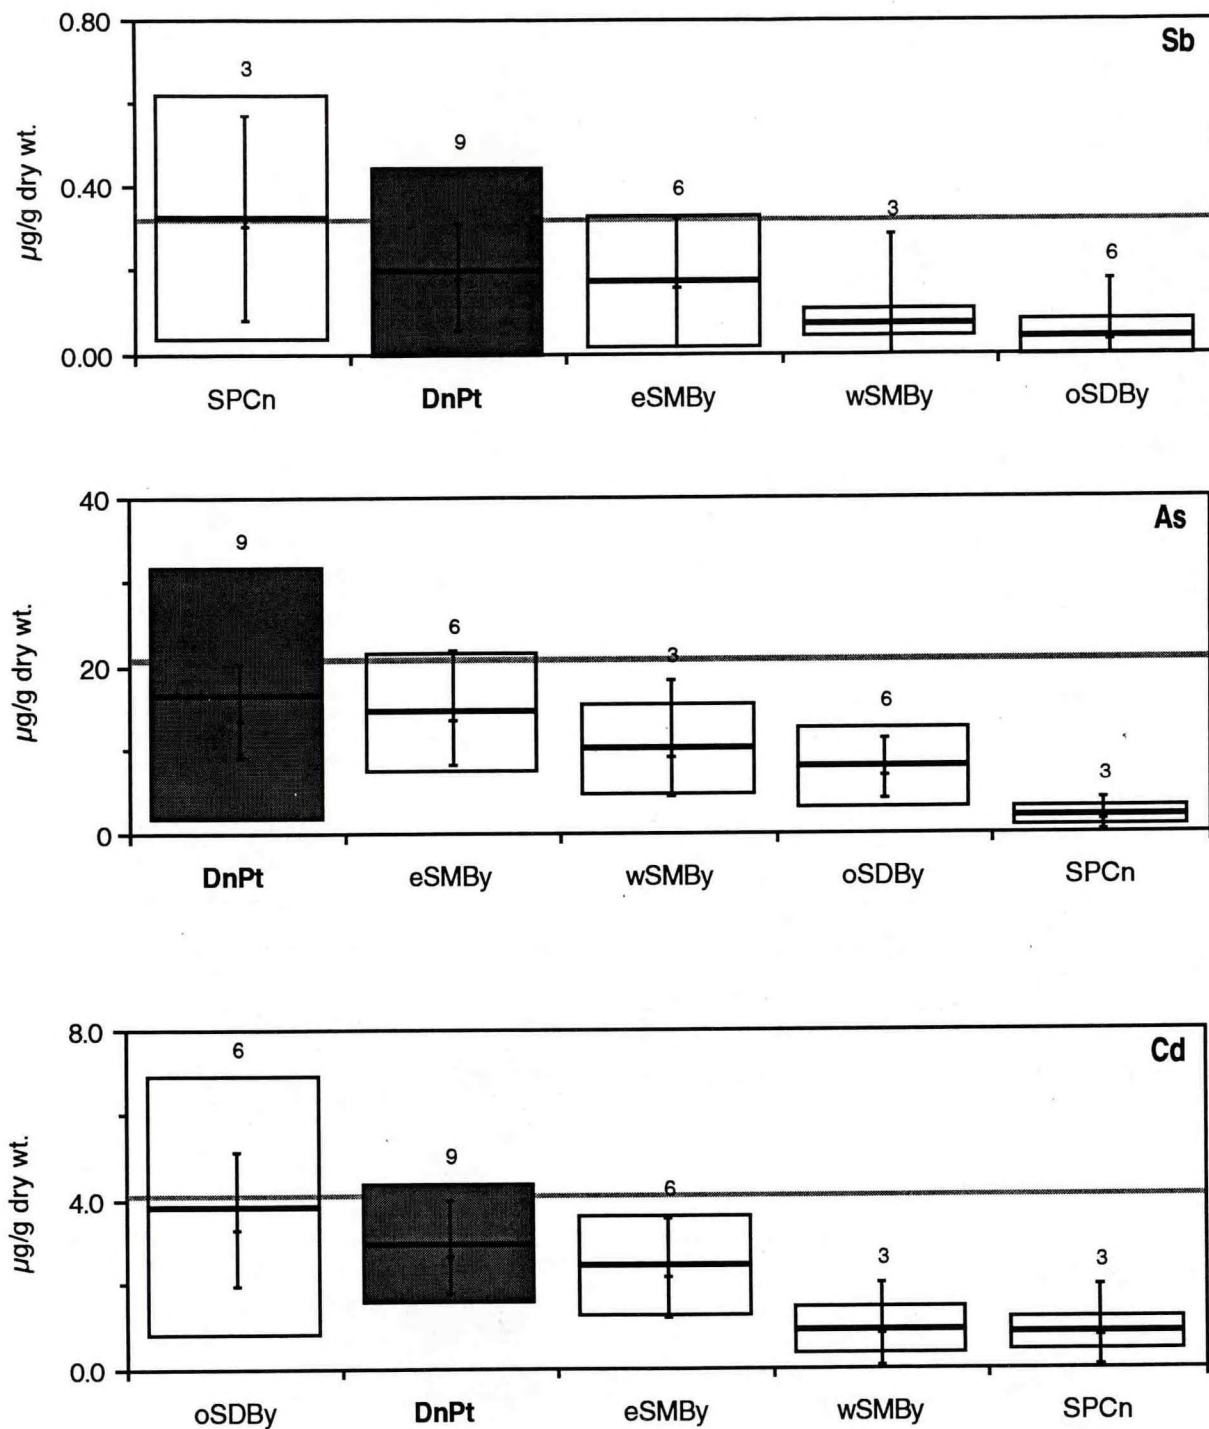 Sb
0.80
3
9
µg/g dry wt.
0.40
6
3
6
0.00
SPCn DnPt eSMBy wSMBy oSDBy
As
40
9
6
3
6
3
µg/g dry wt.
20
0
DnPt eSMBy wSMBy oSDBy SPCn
Cd
8.0
6
9
6
3
3
µg/g dry wt.
4.0
0.0
oSDBy DnPt eSMBy wSMBy SPCn